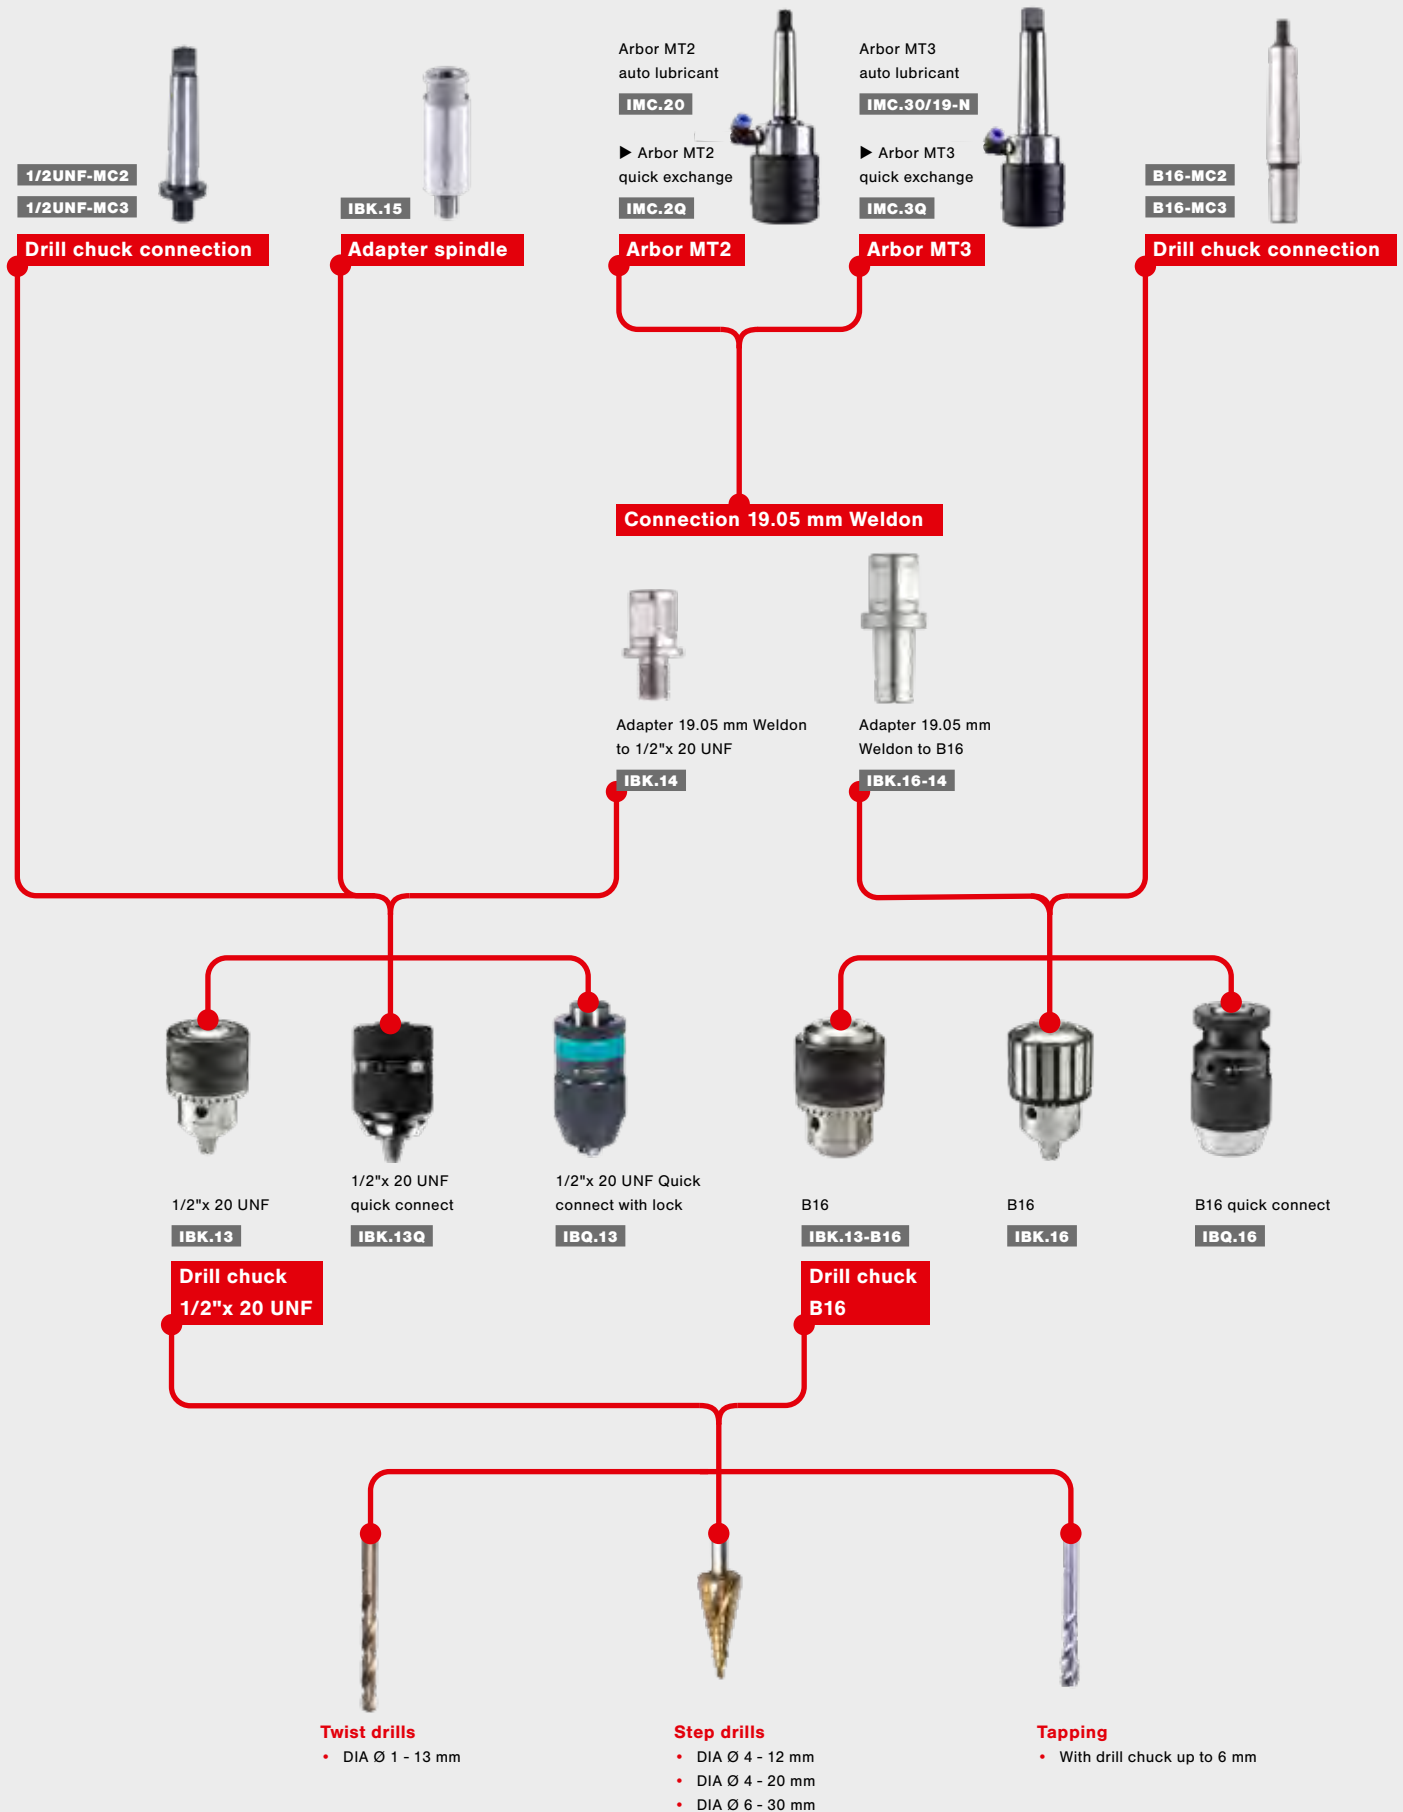 1/2UNF-MC2
1/2UNF-MC3
Drill chuck connection
IBK.15
Adapter spindle
Arbor MT2
auto lubricant
IMC.20
▶ Arbor MT2
quick exchange
IMC.2Q
Arbor MT2
Arbor MT3
auto lubricant
IMC.30/19-N
▶ Arbor MT3
quick exchange
IMC.3Q
Arbor MT3
B16-MC2
B16-MC3
Drill chuck connection
Connection 19.05 mm Weldon
Adapter 19.05 mm Weldon
to 1/2"x 20 UNF
IBK.14
Adapter 19.05 mm
Weldon to B16
IBK.16-14
1/2"x 20 UNF
IBK.13
1/2"x 20 UNF
quick connect
IBK.13Q
1/2"x 20 UNF Quick
connect with lock
IBQ.13
B16
IBK.13-B16
B16
IBK.16
B16 quick connect
IBQ.16
Drill chuck
1/2"x 20 UNF
Drill chuck
B16
Twist drills
• DIA Ø 1 - 13 mm
Step drills
• DIA Ø 4 - 12 mm
• DIA Ø 4 - 20 mm
• DIA Ø 6 - 30 mm
Tapping
• With drill chuck up to 6 mm